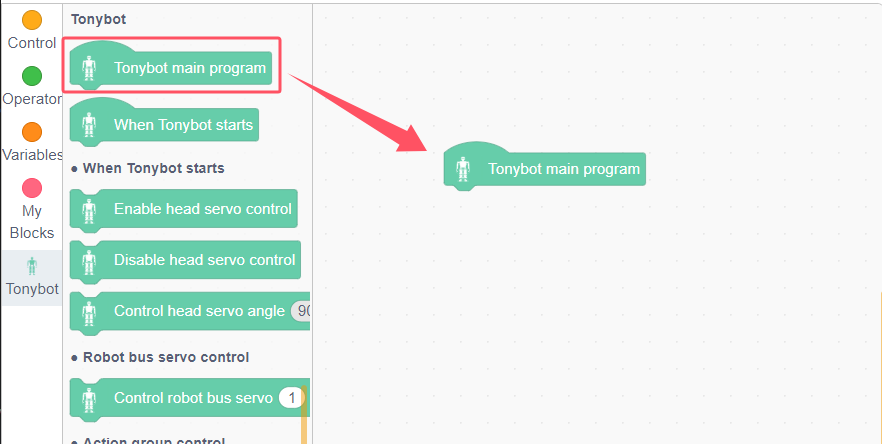 Control
Operator
Variables
My
Blocks
Tonybot
Tonybot
Tonybot main program
When Tonybot starts
● When Tonybot starts
Enable head servo control
Disable head servo control
Control head servo angle 90
● Robot bus servo control
Control robot bus servo 1
● Action group control
Tonybot main program